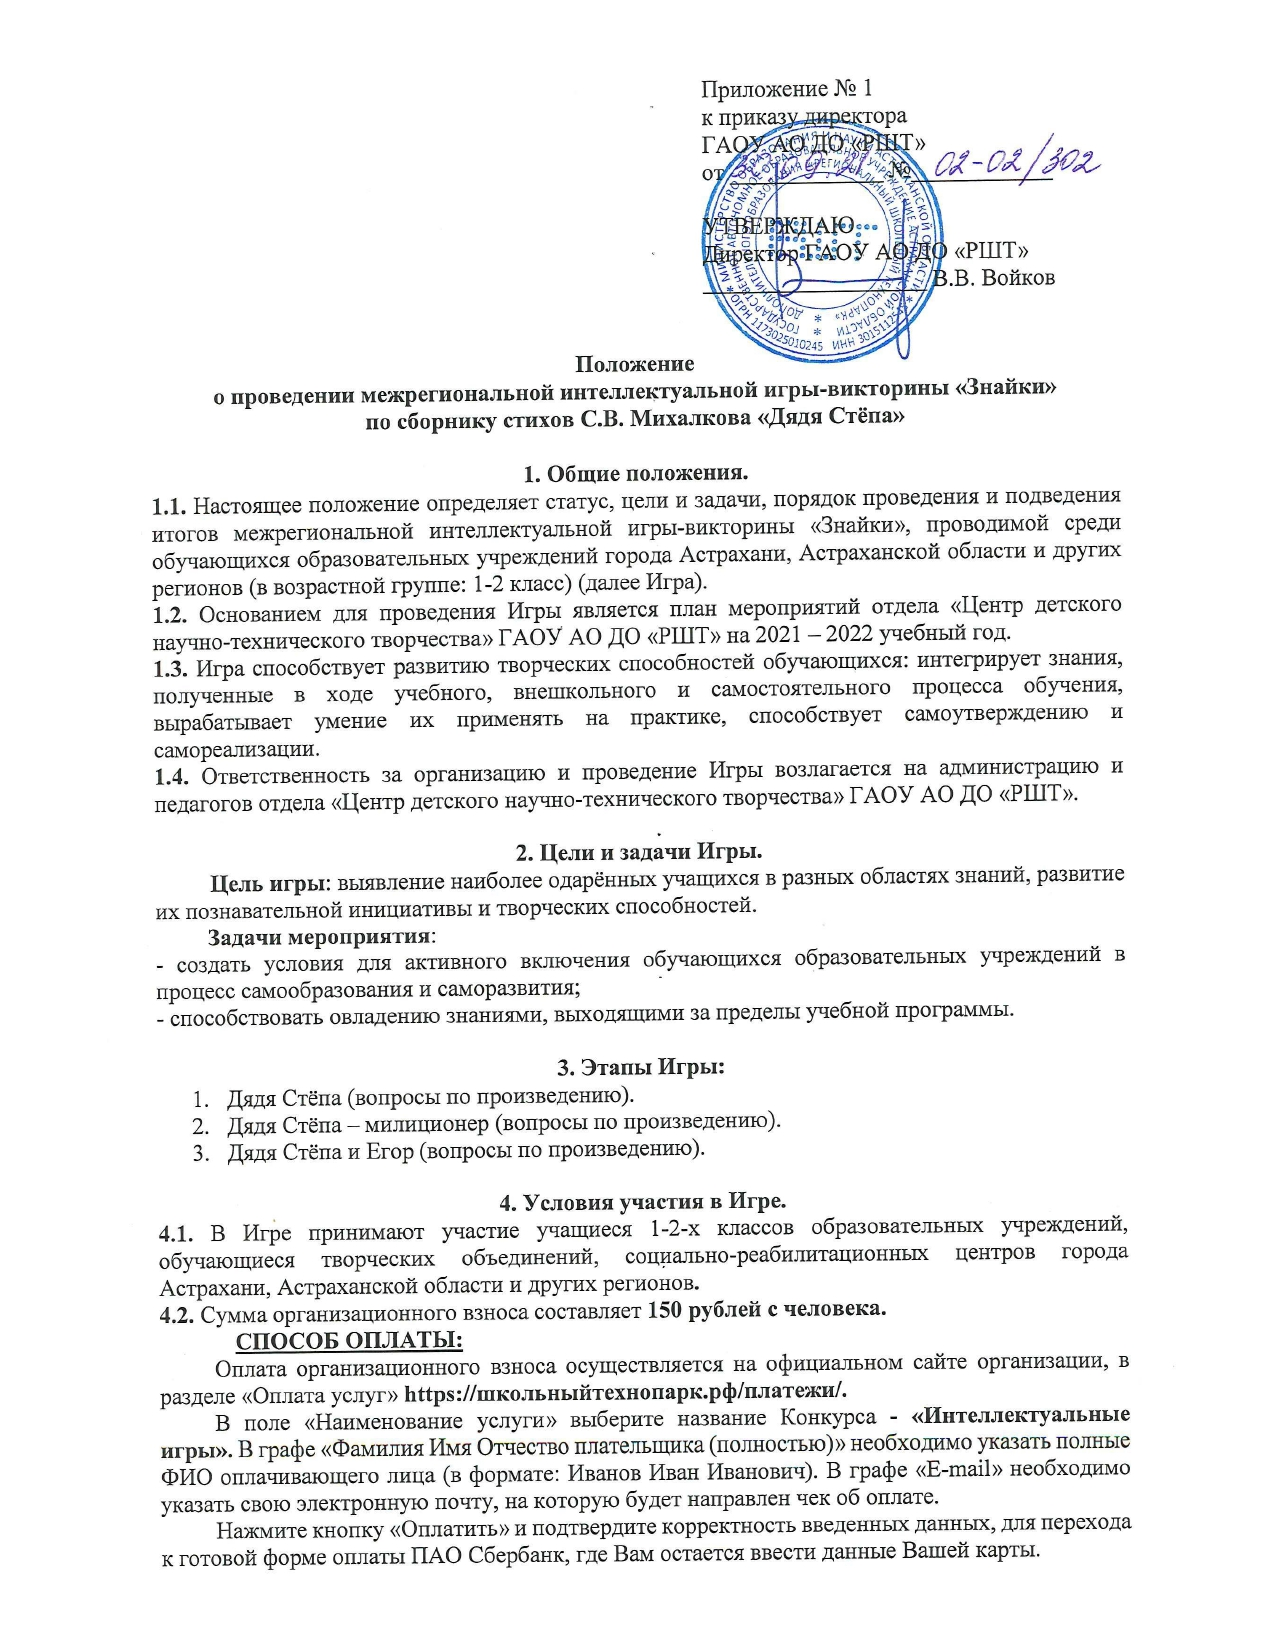 Приложение № 1
к приказу директора
ГАОУ АО ДО «РШТ»
от № 02-02/302
УТВЕРЖДАЮ
Директор ГАОУ АО ДО «РШТ»
В.В. Войков
Положение
о проведении межрегиональной интеллектуальной игры-викторины «Знайки»
по сборнику стихов С.В. Михалкова «Дядя Стёпа»
1. Общие положения.
1.1. Настоящее положение определяет статус, цели и задачи, порядок проведения и подведения
итогов межрегиональной интеллектуальной игры-викторины «Знайки», проводимой среди
обучающихся образовательных учреждений города Астрахани, Астраханской области и других
регионов (в возрастной группе: 1-2 класс) (далее Игра).
1.2. Основанием для проведения Игры является план мероприятий отдела «Центр детского
научно-технического творчества» ГАОУ АО ДО «РШТ» на 2021 – 2022 учебный год.
1.3. Игра способствует развитию творческих способностей обучающихся: интегрирует знания,
полученные в ходе учебного, внешкольного и самостоятельного процесса обучения,
вырабатывает умение их применять на практике, способствует самоутверждению и
самореализации.
1.4. Ответственность за организацию и проведение Игры возлагается на администрацию и
педагогов отдела «Центр детского научно-технического творчества» ГАОУ АО ДО «РШТ».
2. Цели и задачи Игры.
Цель игры: выявление наиболее одарённых учащихся в разных областях знаний, развитие
их познавательной инициативы и творческих способностей.
Задачи мероприятия:
- создать условия для активного включения обучающихся образовательных учреждений в
процесс самообразования и саморазвития;
- способствовать овладению знаниями, выходящими за пределы учебной программы.
3. Этапы Игры:
1. Дядя Стёпа (вопросы по произведению).
2. Дядя Стёпа – милиционер (вопросы по произведению).
3. Дядя Стёпа и Егор (вопросы по произведению).
4. Условия участия в Игре.
4.1. В Игре принимают участие учащиеся 1-2-х классов образовательных учреждений,
обучающиеся творческих объединений, социально-реабилитационных центров города
Астрахани, Астраханской области и других регионов.
4.2. Сумма организационного взноса составляет 150 рублей с человека.
СПОСОБ ОПЛАТЫ:
Оплата организационного взноса осуществляется на официальном сайте организации, в
разделе «Оплата услуг» https://школьныйтехнопарк.рф/платежи/.
В поле «Наименование услуги» выберите название Конкурса - «Интеллектуальные
игры». В графе «Фамилия Имя Отчество плательщика (полностью)» необходимо указать полные
ФИО оплачивающего лица (в формате: Иванов Иван Иванович). В графе «E-mail» необходимо
указать свою электронную почту, на которую будет направлен чек об оплате.
Нажмите кнопку «Оплатить» и подтвердите корректность введенных данных, для перехода
к готовой форме оплаты ПАО Сбербанк, где Вам остается ввести данные Вашей карты.